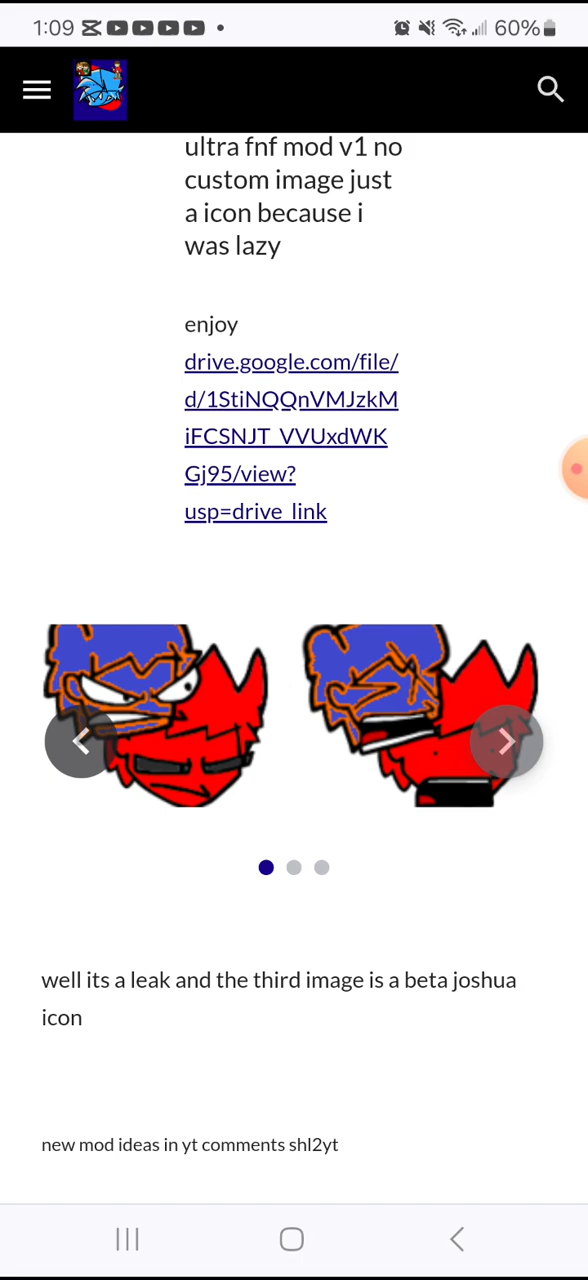 1:09
60%
ultra fnf mod v1 no
custom image just
a icon because i
was lazy
enjoy
drive.google.com/file/
d/1StiNQQnVMJzkM
iFCSNJT_VVUxdWK
Gj95/view?
usp=drive_link
well its a leak and the third image is a beta joshua
icon
new mod ideas in yt comments shl2yt